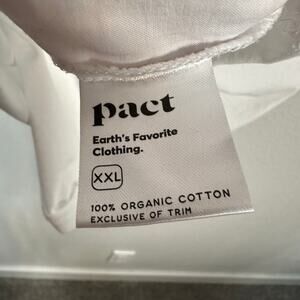 pact
Earth's Favorite
Clothing.
XXL
100% ORGANIC COTTON
EXCLUSIVE OF TRIM